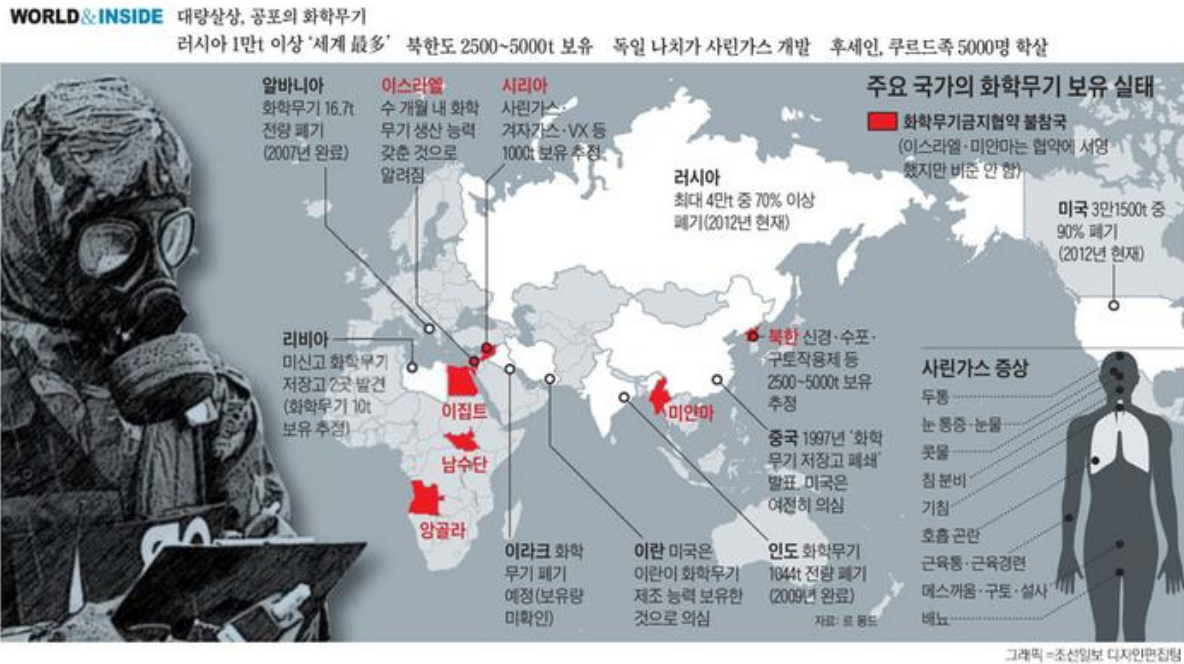 WORLD&INSIDE 대량살상, 공포의 화학무기
러시아 1만t 이상 '세계 最多' 북한도 2500~5000t 보유 독일 나치가 사린가스 개발 후세인, 쿠르드족 5000명 학살
주요 국가의 화학무기 보유 실태
화학무기금지협약 불참국
(이스라엘·미얀마는 협약에 서명
했지만 비준 안 함)
알바니아
화학무기 16.7t
전량 폐기
(2007년 완료)
이스라엘
수 개월 내 화학
무기 생산 능력
갖춘 것으로
알려짐
시리아
사린가스·
겨자가스·VX 등
1000t 보유 추정
러시아
최대 4만t 중 70% 이상
폐기(2012년 현재)
미국 3만1500t 중
90% 폐기
(2012년 현재)
리비아
미신고 화학무기
저장고 2곳 발견
(화학무기 10t
보유 추정)
이집트
남수단
앙골라
미얀마
북한 신경·수포·
구토작용제 등
2500~5000t 보유
추정
중국 1997년 '화학
무기 저장고 폐쇄'
발표. 미국은
여전히 의심
이라크 화학
무기 폐기
예정(보유량
미확인)
이란 미국은
이란이 화학무기
제조 능력 보유한
것으로 의심
인도 화학무기
1044t 전량 폐기
(2009년 완료)
자료: 르 몽드
사린가스 증상
두통
눈 통증·눈물
콧물
침 분비
기침
호흡 곤란
근육통·근육경련
메스꺼움·구토·설사
배뇨
그래픽=조선일보 디자인편집팀